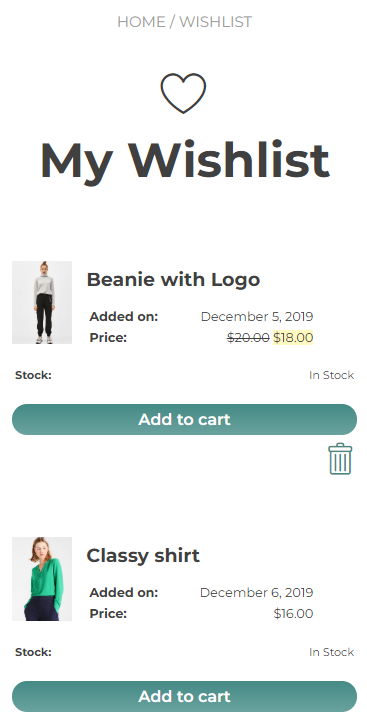 HOME / WISHLIST
My Wishlist
Beanie with Logo
Added on: December 5, 2019
Price: $20.00 $18.00
Stock: In Stock
Add to cart
Classy shirt
Added on: December 6, 2019
Price: $16.00
Stock: In Stock
Add to cart